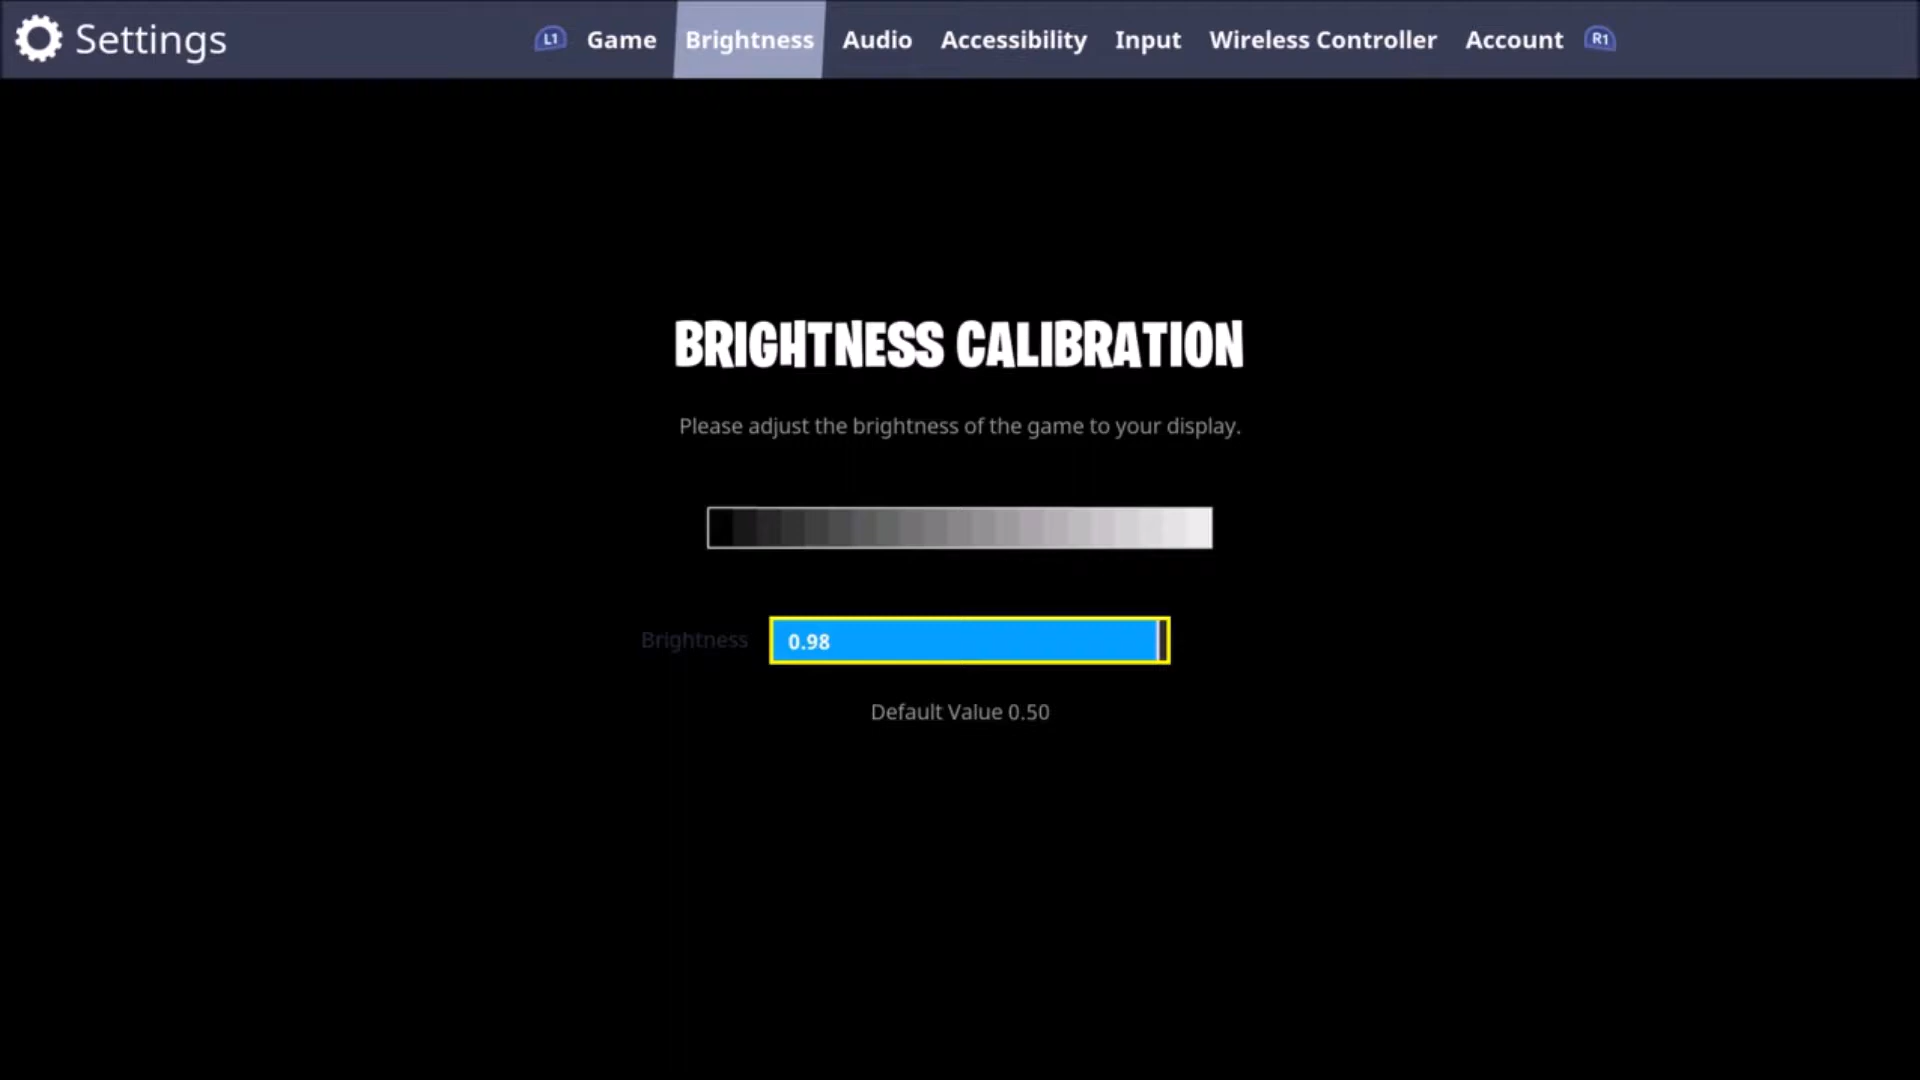 Settings
L1 Game Brightness Audio Accessibility Input Wireless Controller Account R1
BRIGHTNESS CALIBRATION
Please adjust the brightness of the game to your display.
Brightness 0.98
Default Value 0.50